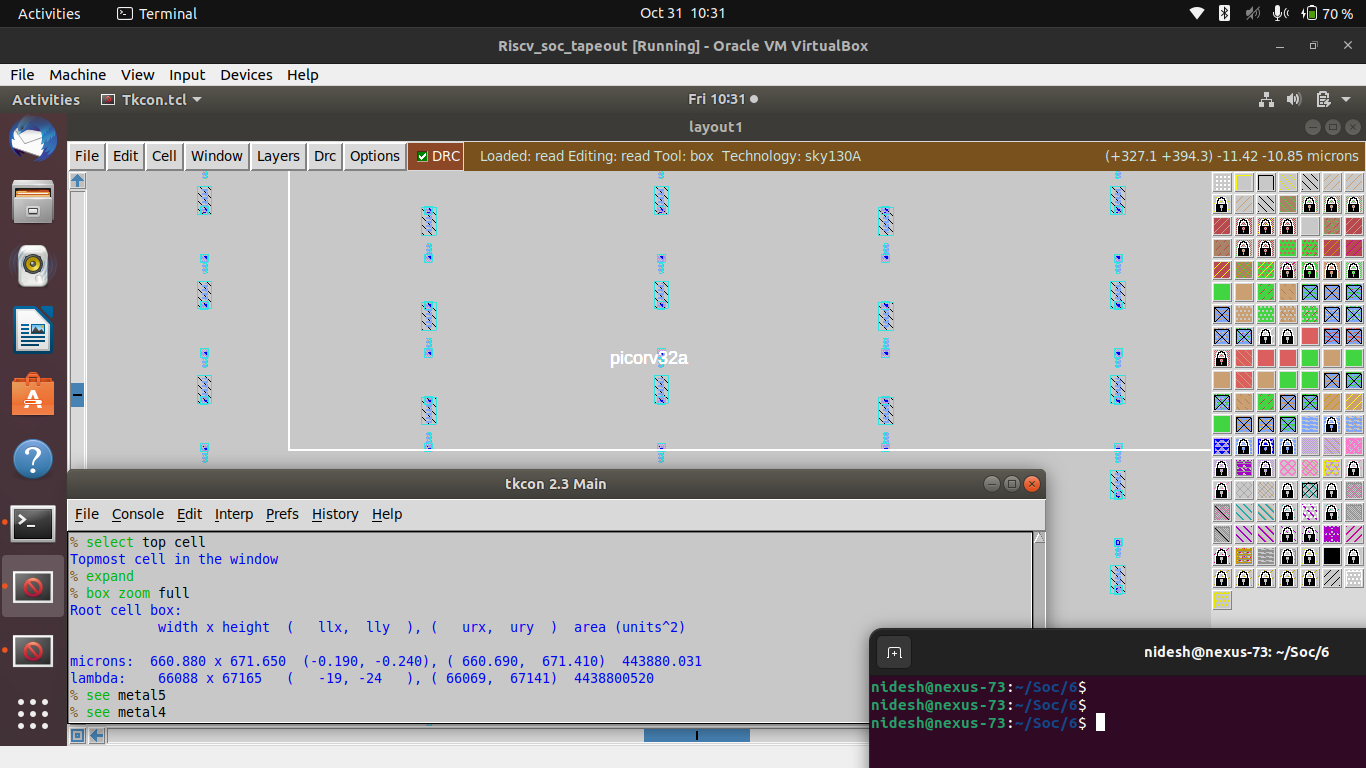 Activities Terminal Oct 31 10:31 70 %
Riscv_soc_tapeout [Running] - Oracle VM VirtualBox
File Machine View Input Devices Help
Activities Tkcon.tcl Fri 10:31
layout1
File Edit Cell Window Layers Drc Options DRC Loaded: read Editing: read Tool: box Technology: sky130A (+327.1 +394.3) -11.42 -10.85 microns
picorv32a
tkcon 2.3 Main
File Console Edit Interp Prefs History Help
% select top cell
Topmost cell in the window
% expand
% box zoom full
Root cell box:
width x height ( llx, lly ), ( urx, ury ) area (units^2)
microns: 660.880 x 671.650 (-0.190, -0.240), ( 660.690, 671.410) 443880.031
lambda: 66088 x 67165 ( -19, -24 ), ( 66069, 67141) 4438800520
% see metal5
% see metal4
nidesh@nexus-73: ~/Soc/6
nidesh@nexus-73:~/Soc/6$
nidesh@nexus-73:~/Soc/6$
nidesh@nexus-73:~/Soc/6$